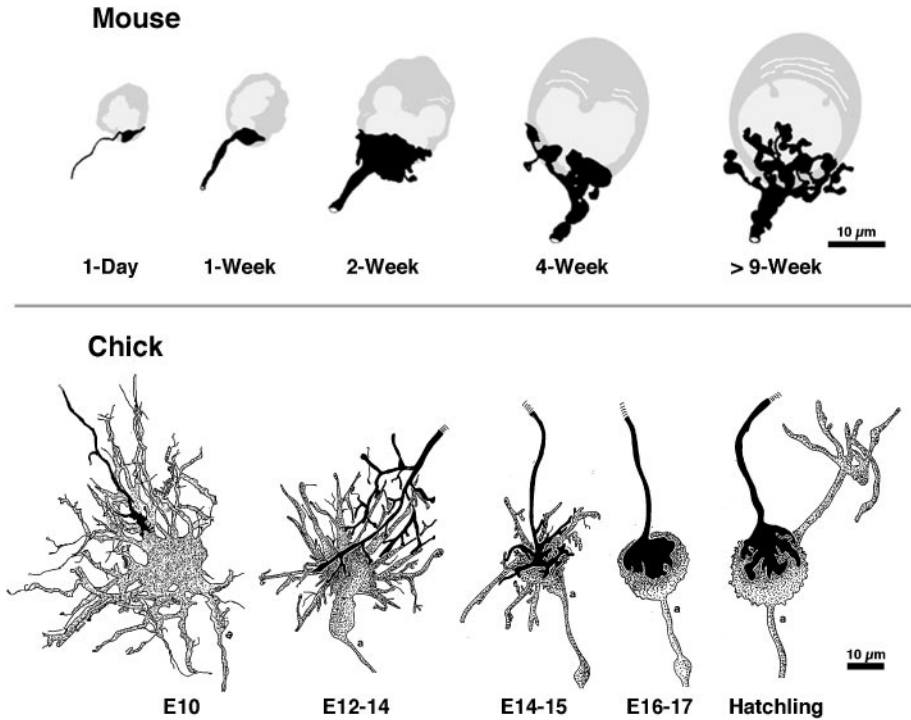 Mouse
1-Day
1-Week
2-Week
4-Week
> 9-Week
10 µm
Chick
a
a
a
a
a
E10
E12-14
E14-15
E16-17
Hatchling
10 µm